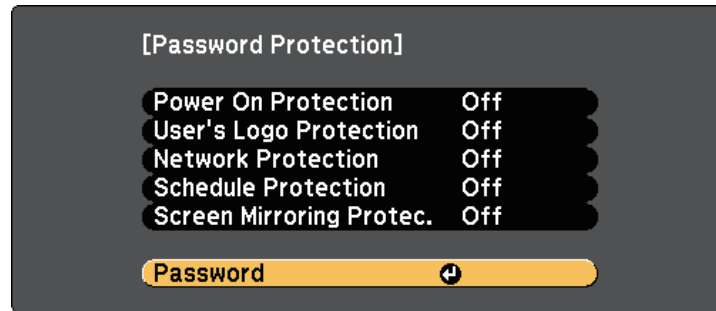 [Password Protection]
Power On Protection Off
User's Logo Protection Off
Network Protection Off
Schedule Protection Off
Screen Mirroring Protec. Off
Password